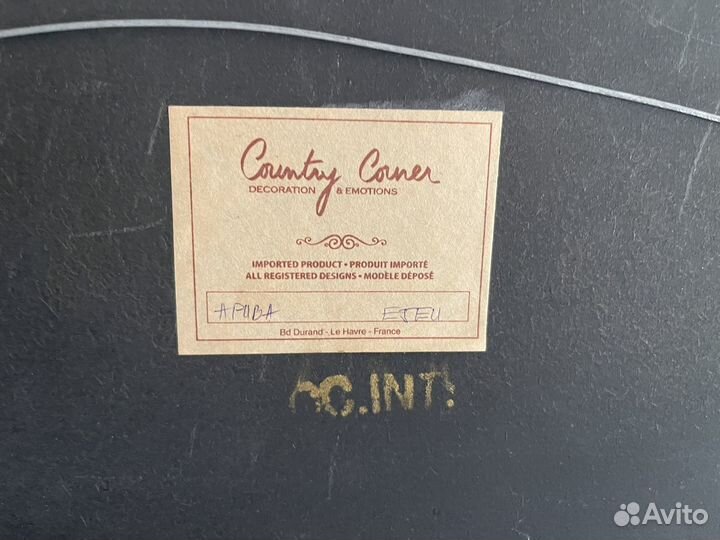 Country Corner
DECORATION & EMOTIONS
IMPORTED PRODUCT • PRODUIT IMPORTÉ
ALL REGISTERED DESIGNS • MODÈLE DÉPOSÉ
Bd Durand - Le Havre - France
C.INT.
Avito